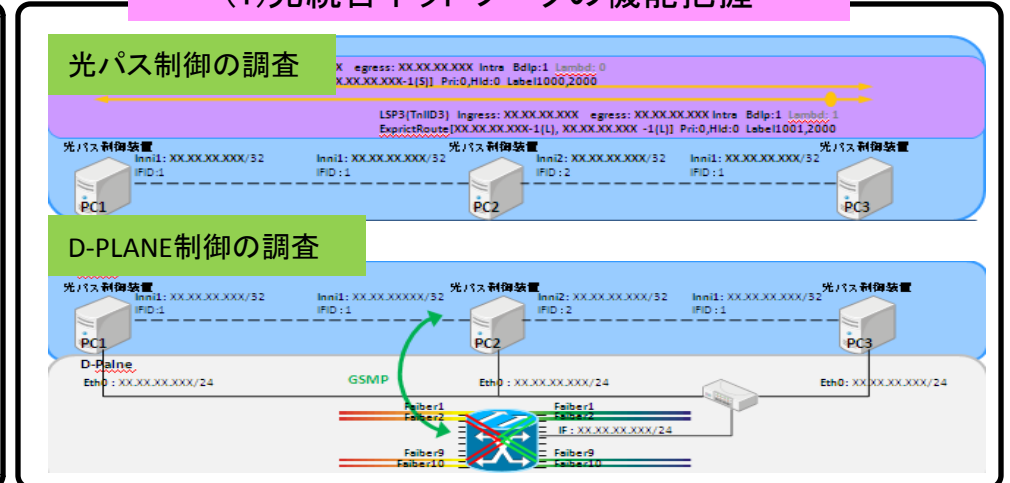 光パス制御の調査
X egress: XX.XX.XX.XXX Intra Bdlp:1 Lambd: 0
.XX.XX.XXX-1(S)] Pri:0,Hld:0 Label1000,2000
LSP3(TnlID3) Ingress: XX.XX.XX.XXX egress: XX.XX.XX.XXX Intra Bdlp:1 Lambd: 1
ExprictRoute[XX.XX.XX.XXX-1(L), XX.XX.XX.XXX -1(L)] Pri:0,Hld:0 Label1001,2000
光パス制御装置 光パス制御装置 光パス制御装置
Inni1: XX.XX.XX.XXX/32 Inni1: XX.XX.XX.XXX/32 Inni2: XX.XX.XX.XXX/32 Inni1: XX.XX.XX.XXX/32
IFID:1 IFID:1 IFID:2 IFID:1
PC1 PC2 PC3
D-PLANE制御の調査
光パス制御装置 光パス制御装置 光パス制御装置
Inni1: XX.XX.XX.XXX/32 Inni1: XX.XX.XXXXX/32 Inni2: XX.XX.XX.XXX/32 Inni1: XX.XX.XX.XXX/32
IFID:1 IFID:1 IFID:2 IFID:1
PC1 PC2 PC3
D-Palne
Eth0 : XX.XX.XX.XXX/24 GSMP Eth0 : XX.XX.XX.XXX/24 Eth0: XX.XX.XX.XXX/24
Faiber1 Faiber1
Faiber2 Faiber2
IF : XX.XX.XX.XXX/24
Faiber9 Faiber9
Faiber10 Faiber10